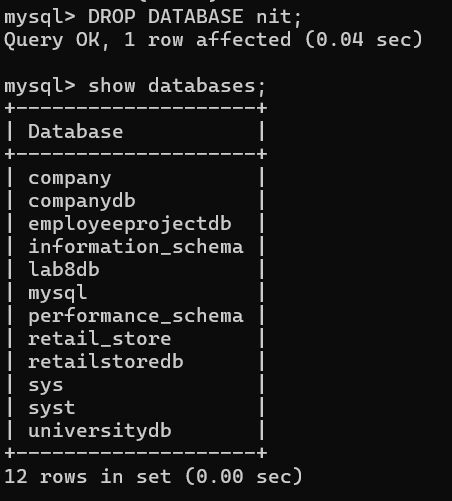 mysql> DROP DATABASE nit;
Query OK, 1 row affected (0.04 sec)
mysql> show databases;
+--------------------+
| Database           |
+--------------------+
| company            |
| companydb          |
| employeeprojectdb  |
| information_schema |
| lab8db             |
| mysql              |
| performance_schema |
| retail_store       |
| retailstoredb      |
| sys                |
| syst               |
| universitydb       |
+--------------------+
12 rows in set (0.00 sec)